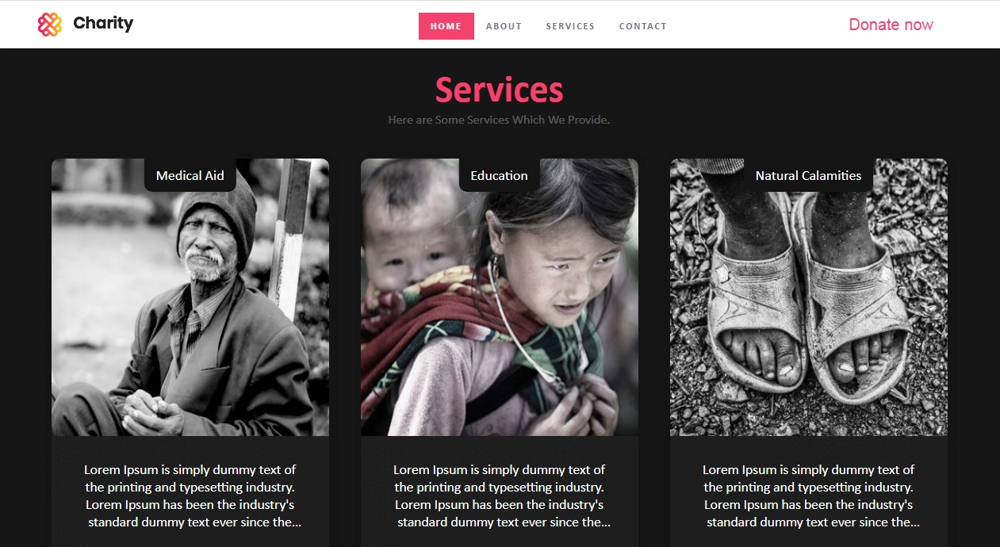 Charity
HOME ABOUT SERVICES CONTACT
Donate now
Services
Here are Some Services Which We Provide.
Medical Aid
Lorem Ipsum is simply dummy text of
the printing and typesetting industry.
Lorem Ipsum has been the industry's
standard dummy text ever since the...
Education
Lorem Ipsum is simply dummy text of
the printing and typesetting industry.
Lorem Ipsum has been the industry's
standard dummy text ever since the...
Natural Calamities
Lorem Ipsum is simply dummy text of
the printing and typesetting industry.
Lorem Ipsum has been the industry's
standard dummy text ever since the...